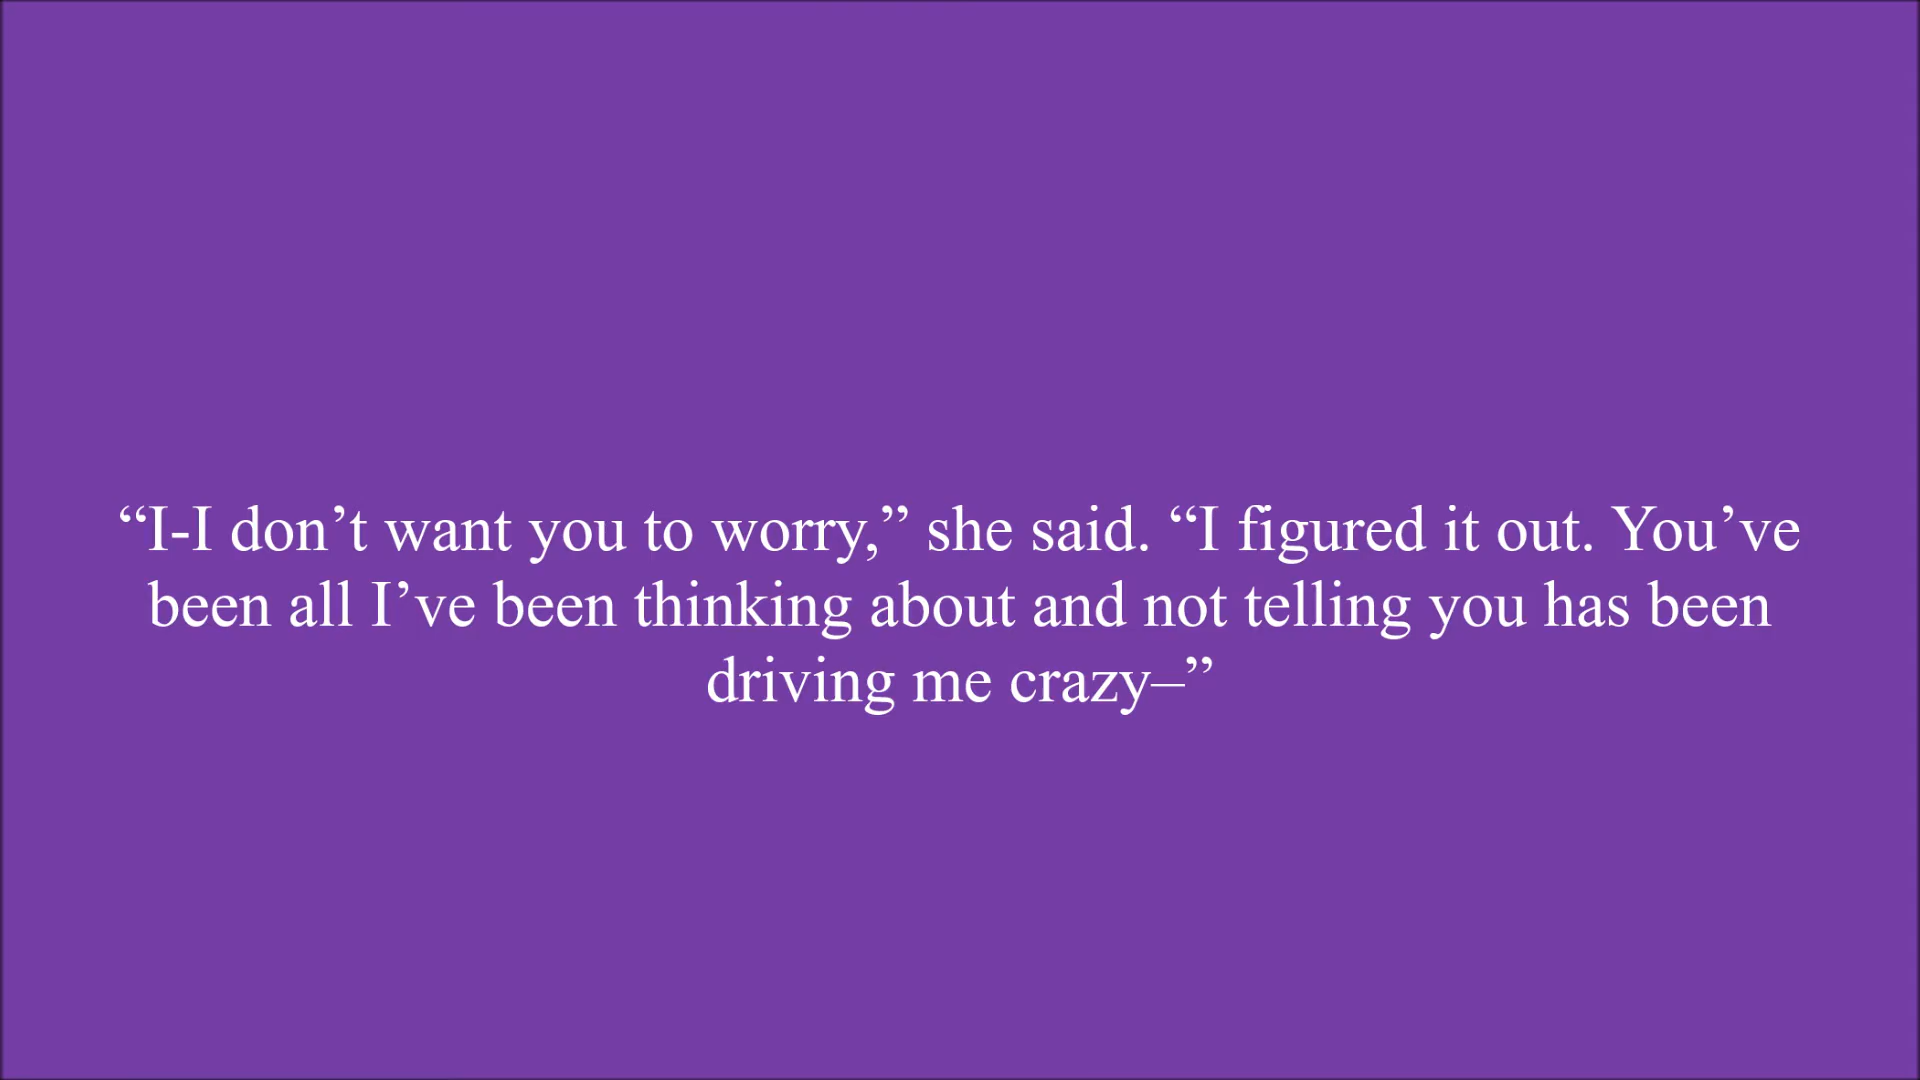 “I-I don’t want you to worry,” she said. “I figured it out. You’ve
been all I’ve been thinking about and not telling you has been
driving me crazy–”